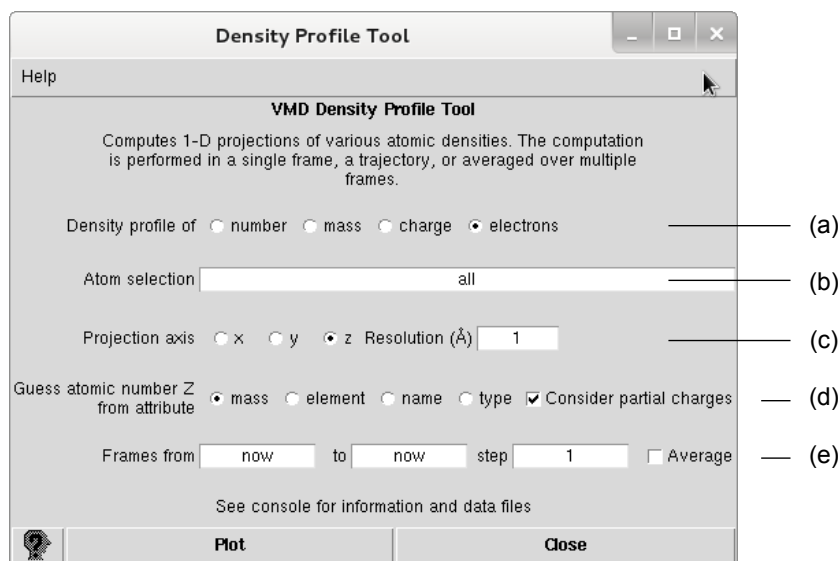 Density Profile Tool
Help
VMD Density Profile Tool
Computes 1-D projections of various atomic densities. The computation
is performed in a single frame, a trajectory, or averaged over multiple
frames.
Density profile of number mass charge electrons (a)
Atom selection all (b)
Projection axis x y z Resolution (Å) 1 (c)
Guess atomic number Z
from attribute mass element name type Consider partial charges (d)
Frames from now to now step 1 Average (e)
See console for information and data files
Plot Close